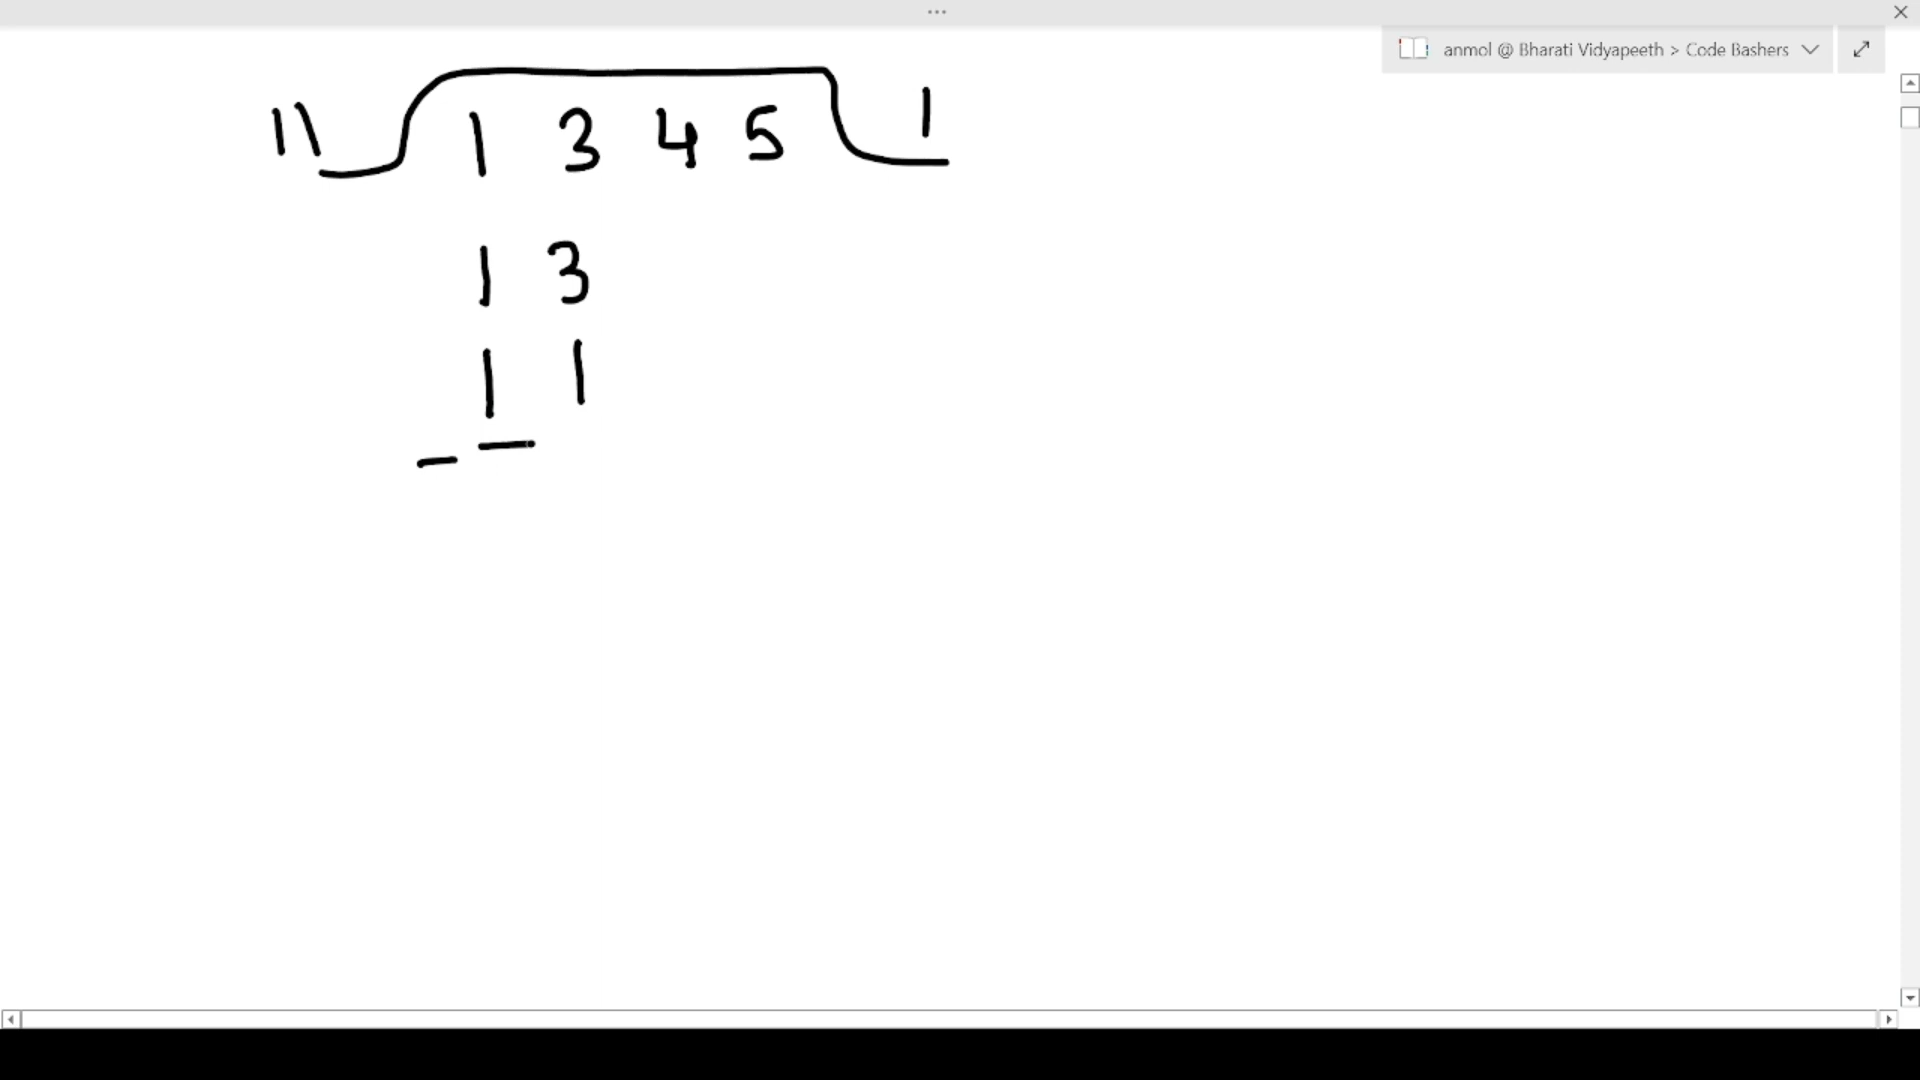 ...
anmol @ Bharati Vidyapeeth > Code Bashers
11 1 3 4 5 1
1 3
1 1